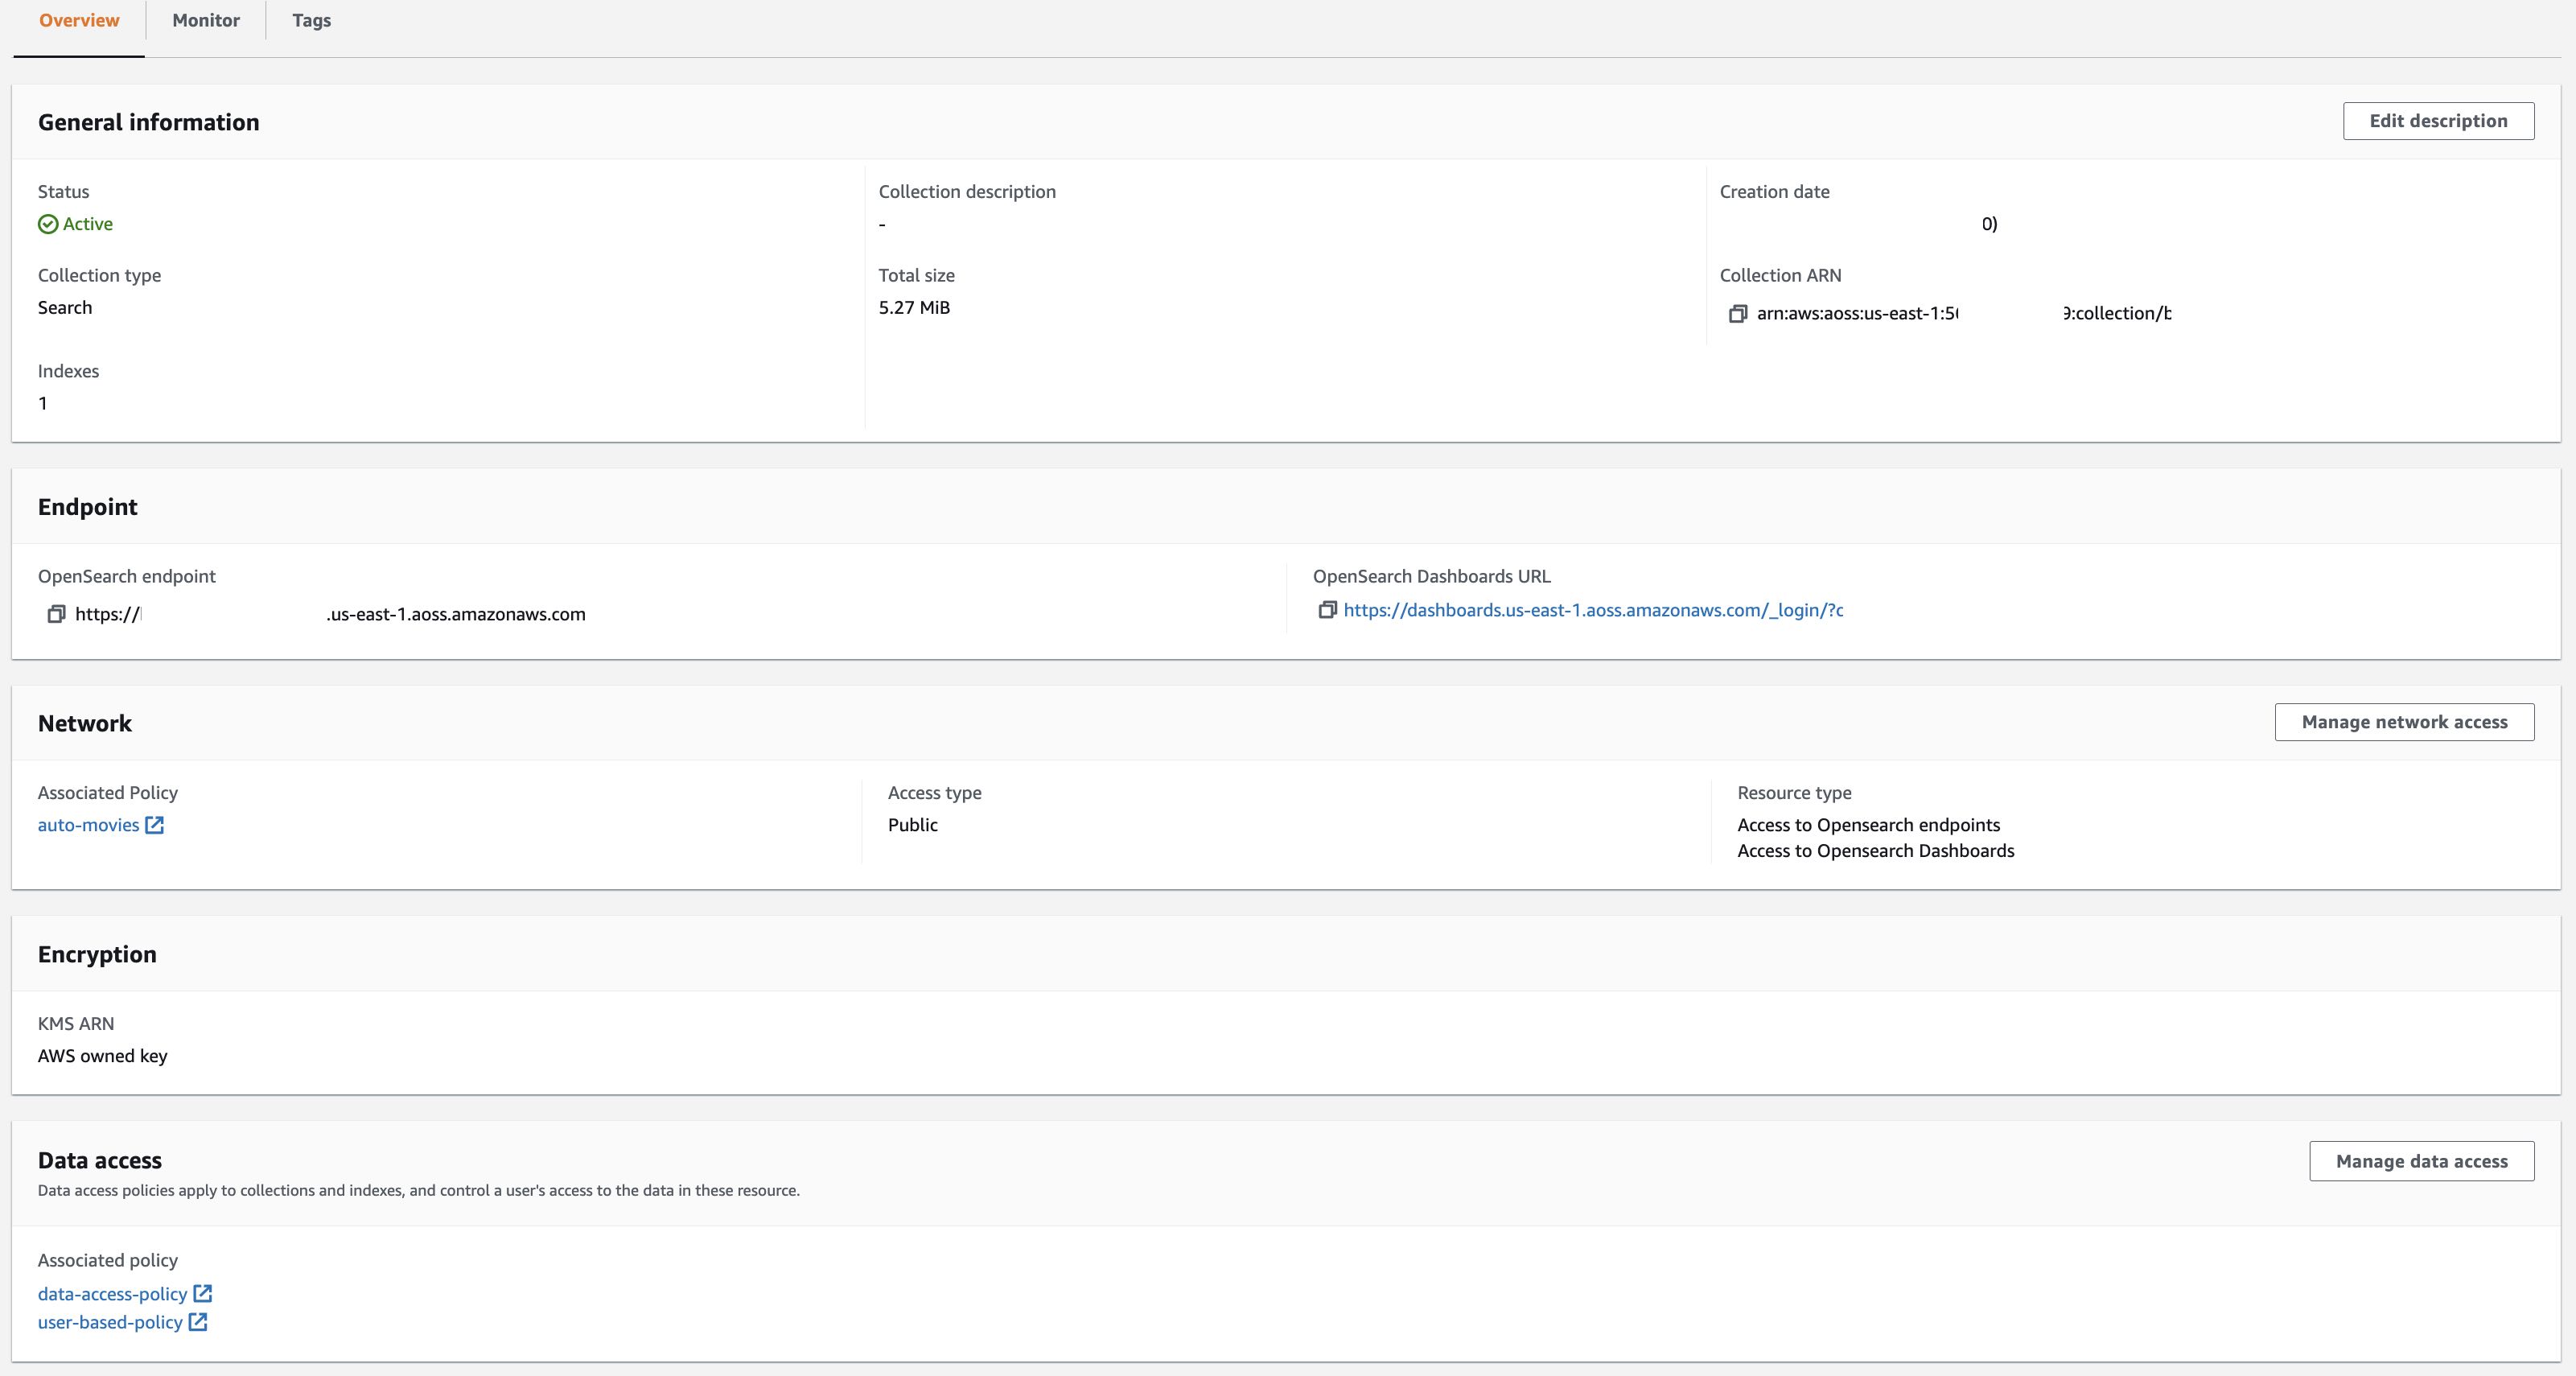 Overview Monitor Tags
General information
Edit description
Status
Active
Collection description
-
Creation date
0)
Collection type
Search
Total size
5.27 MiB
Collection ARN
arn:aws:aoss:us-east-1:5 9:collection/b
Indexes
1
Endpoint
OpenSearch endpoint
https:// .us-east-1.aoss.amazonaws.com
OpenSearch Dashboards URL
https://dashboards.us-east-1.aoss.amazonaws.com/_login/?c
Network
Manage network access
Associated Policy
auto-movies
Access type
Public
Resource type
Access to Opensearch endpoints
Access to Opensearch Dashboards
Encryption
KMS ARN
AWS owned key
Data access
Data access policies apply to collections and indexes, and control a user's access to the data in these resource.
Manage data access
Associated policy
data-access-policy
user-based-policy